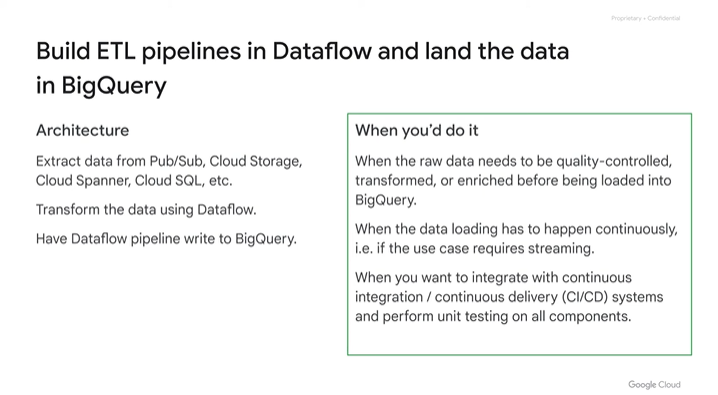 Proprietary + Confidential
Build ETL pipelines in Dataflow and land the data
in BigQuery
Architecture
Extract data from Pub/Sub, Cloud Storage,
Cloud Spanner, Cloud SQL, etc.
Transform the data using Dataflow.
Have Dataflow pipeline write to BigQuery.
When you'd do it
When the raw data needs to be quality-controlled,
transformed, or enriched before being loaded into
BigQuery.
When the data loading has to happen continuously,
i.e. if the use case requires streaming.
When you want to integrate with continuous
integration / continuous delivery (CI/CD) systems
and perform unit testing on all components.
Google Cloud